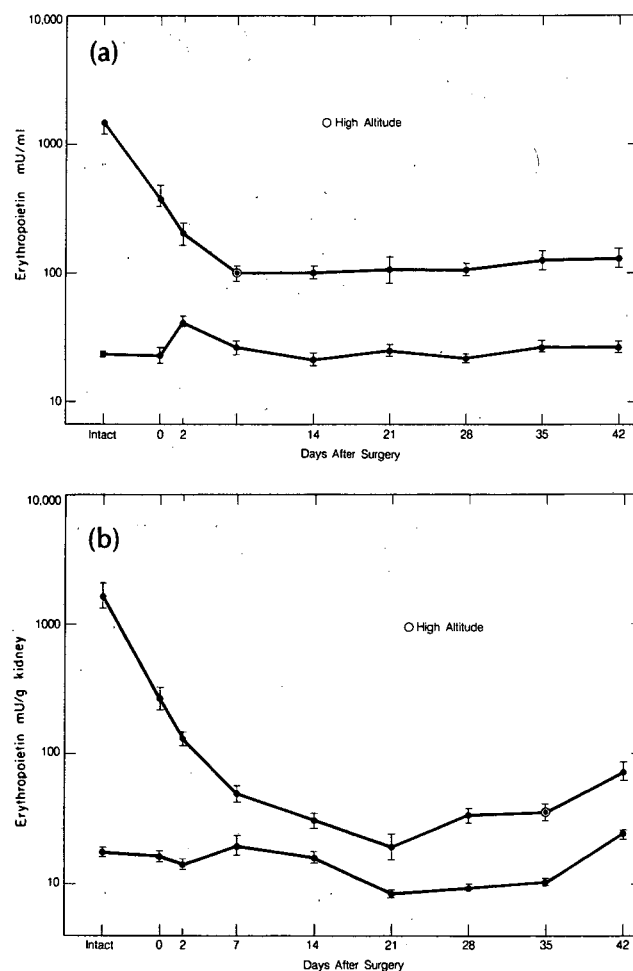 10,000
(a)
High Altitude
1000
Erythropoietin mU/ml
100
10
Intact 0 2 7 14 21 28 35 42
Days After Surgery
10,000
(b)
High Altitude
1000
Erythropoietin mU/g kidney
100
10
Intact 0 2 7 14 21 28 35 42
Days After Surgery